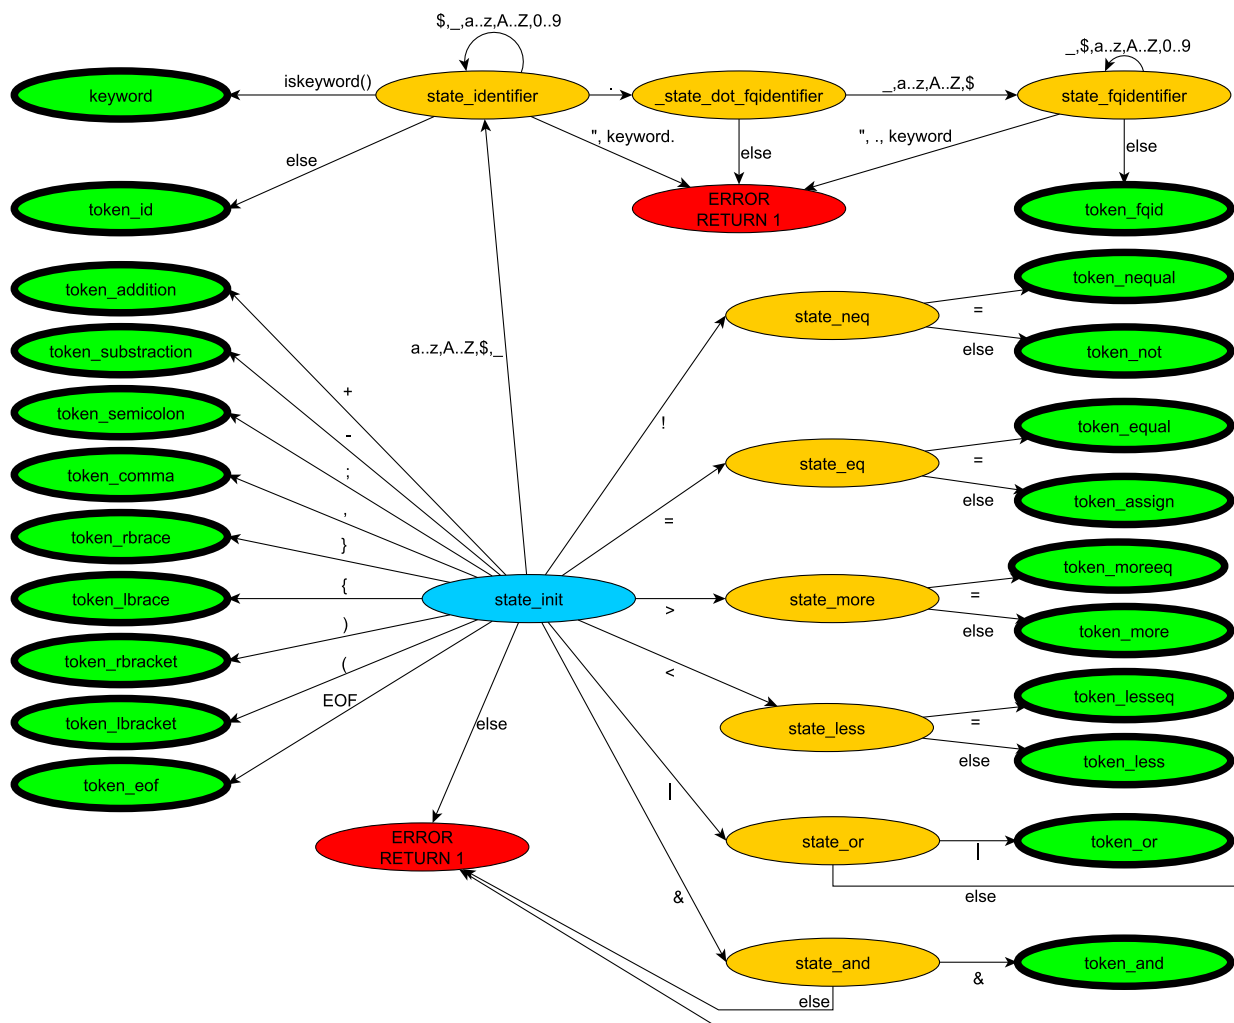 $,_,a..z,A..Z,0..9
_,$,a..z,A..Z,0..9
keyword
iskeyword()
state_identifier
.
_state_dot_fqidentifier
_,a..z,A..Z,$
state_fqidentifier
else
", keyword.
else
", ., keyword
else
token_id
ERROR
RETURN 1
token_fqid
token_addition
token_substraction
token_semicolon
token_comma
token_rbrace
token_lbrace
token_rbracket
token_lbracket
token_eof
+
-
;
,
}
{
)
(
EOF
a..z,A..Z,$,_
state_init
else
ERROR
RETURN 1
!
state_neq
=
token_nequal
else
token_not
=
state_eq
=
token_equal
else
token_assign
>
state_more
=
token_moreeq
else
token_more
<
state_less
=
token_lesseq
else
token_less
|
state_or
|
token_or
else
&
state_and
&
token_and
else